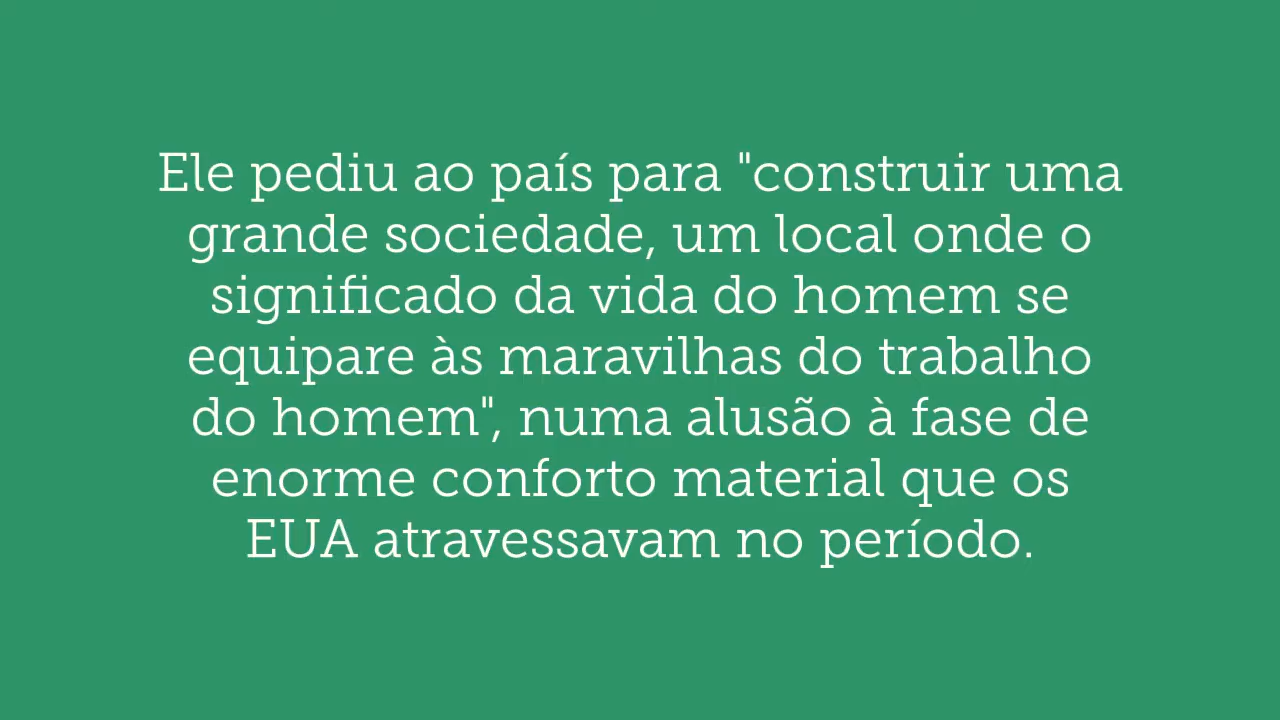 Ele pediu ao país para "construir uma
grande sociedade, um local onde o
significado da vida do homem se
equipare às maravilhas do trabalho
do homem", numa alusão à fase de
enorme conforto material que os
EUA atravessavam no período.